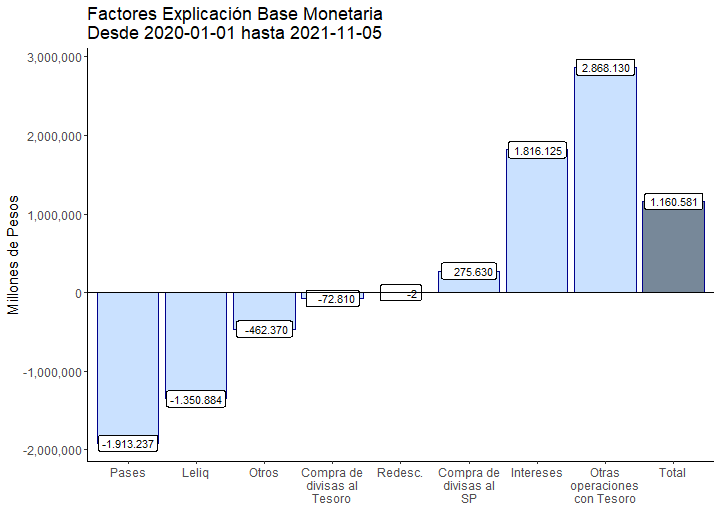 Factores Explicación Base Monetaria
Desde 2020-01-01 hasta 2021-11-05
Millones de Pesos
3,000,000
2,000,000
1,000,000
0
-1,000,000
-2,000,000
-1.913.237
-1.350.884
-462.370
-72.810
-2
275.630
1.816.125
2.868.130
1.160.581
Pases
Leliq
Otros
Compra de
divisas al
Tesoro
Redesc.
Compra de
divisas al
SP
Intereses
Otras
operaciones
con Tesoro
Total